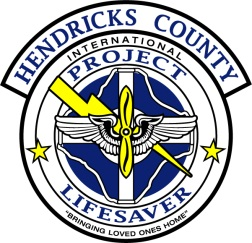 HENDRICKS COUNTY
INTERNATIONAL
PROJECT
LIFESAVER
"BRINGING LOVED ONES HOME"